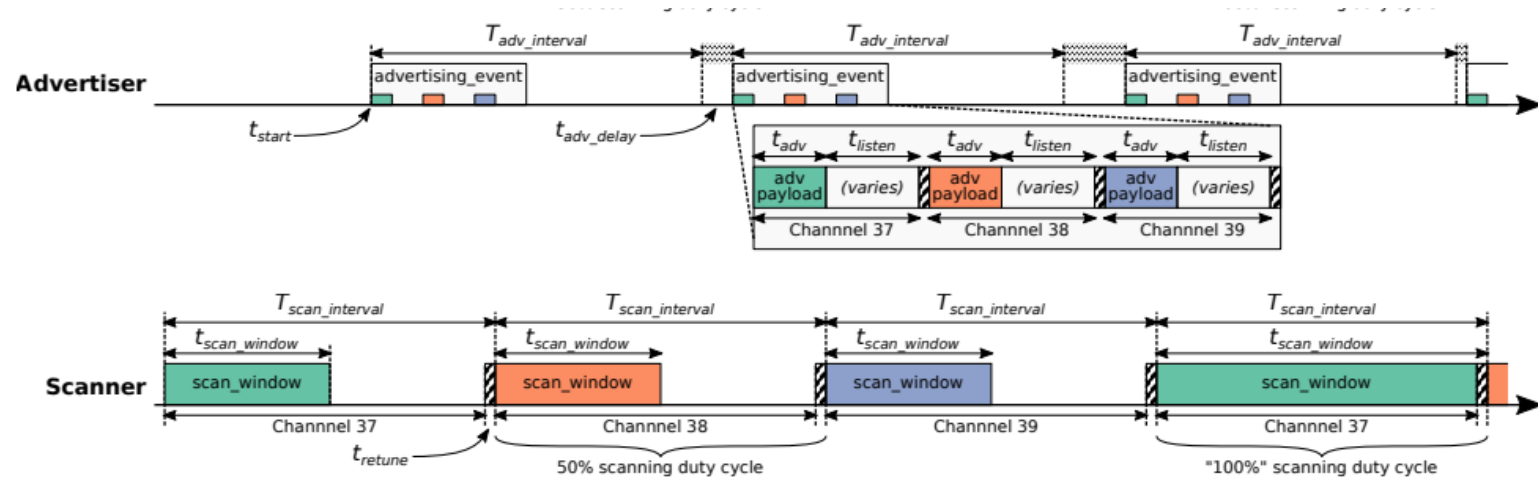 T_adv_interval T_adv_interval T_adv_interval
Advertiser
advertising_event advertising_event advertising_event
t_start t_adv_delay
t_adv t_listen t_adv t_listen t_adv t_listen
adv payload (varies) adv payload (varies) adv payload (varies)
Channnel 37 Channnel 38 Channnel 39
T_scan_interval T_scan_interval T_scan_interval T_scan_interval
t_scan_window t_scan_window t_scan_window t_scan_window
Scanner
scan_window scan_window scan_window scan_window
Channnel 37 Channnel 38 Channnel 39 Channnel 37
t_retune
50% scanning duty cycle "100%" scanning duty cycle